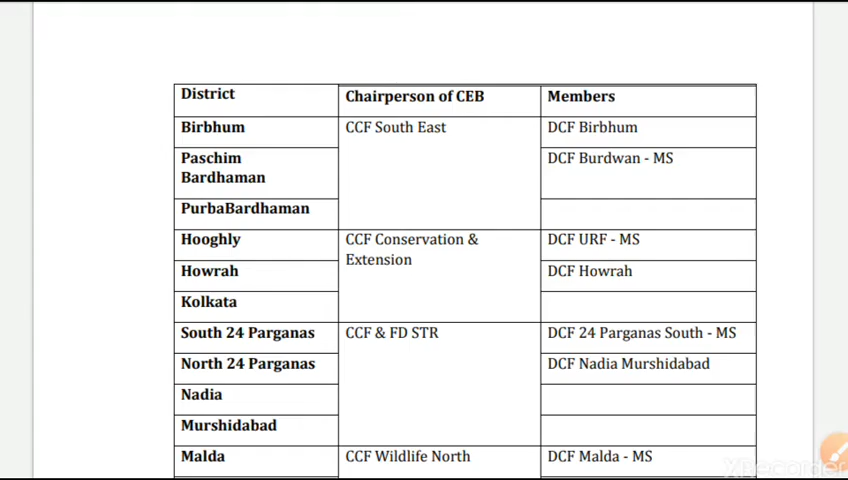 District Chairperson of CEB Members
Birbhum CCF South East DCF Birbhum
Paschim DCF Burdwan - MS
Bardhaman
PurbaBardhaman
Hooghly CCF Conservation & DCF URF - MS
Extension
Howrah DCF Howrah
Kolkata
South 24 Parganas CCF & FD STR DCF 24 Parganas South - MS
North 24 Parganas DCF Nadia Murshidabad
Nadia
Murshidabad
Malda CCF Wildlife North DCF Malda - MS
XRecorder